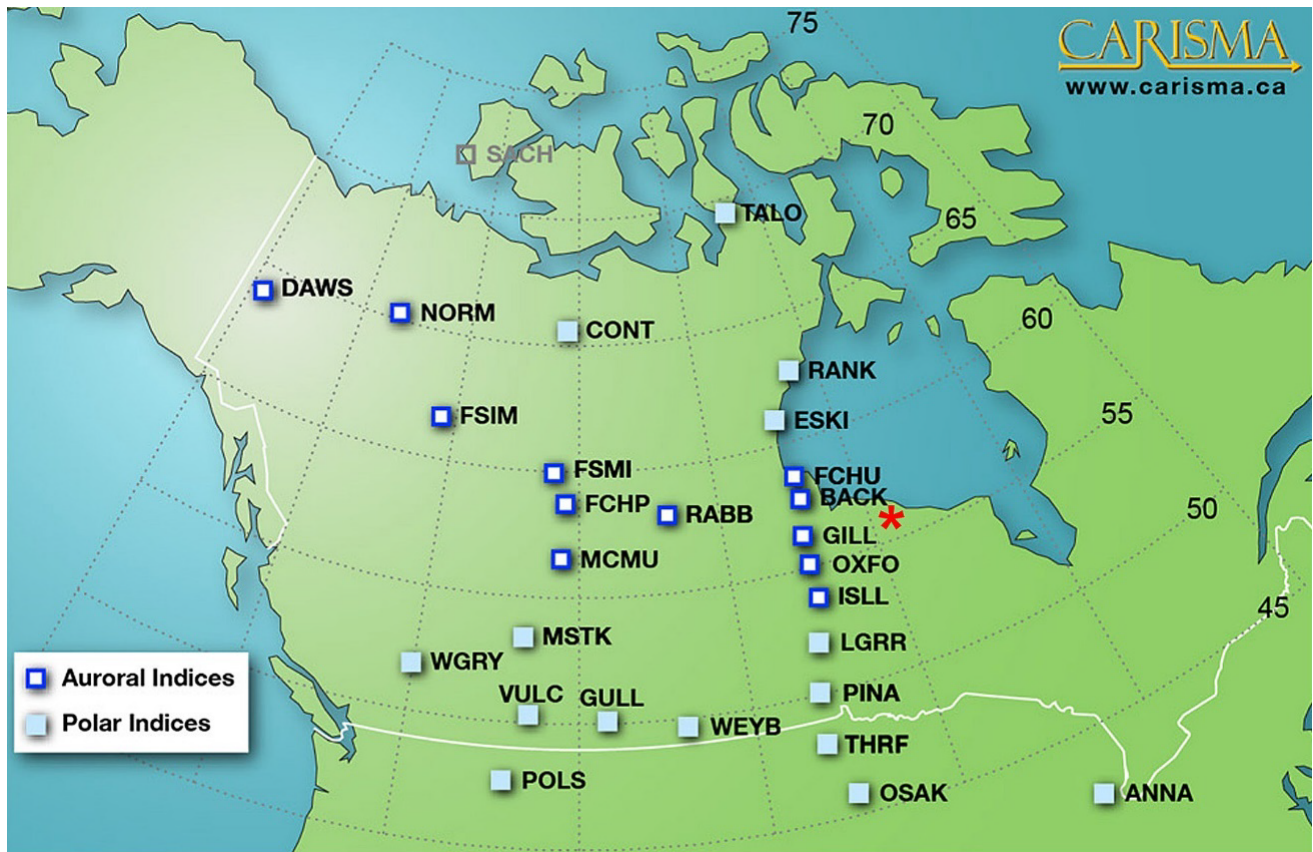 75
CARISMA
www.carisma.ca
70
SACH
TALO
65
DAWS
NORM
CONT
60
RANK
FSIM
ESKI
55
FSMI
FCHU
FCHP
BACK
RABB
50
*
GILL
MCMU
OXFO
ISLL
45
MSTK
LGRR
WGRY
Auroral Indices
VULC
GULL
PINA
Polar Indices
WEYB
THRF
POLS
OSAK
ANNA